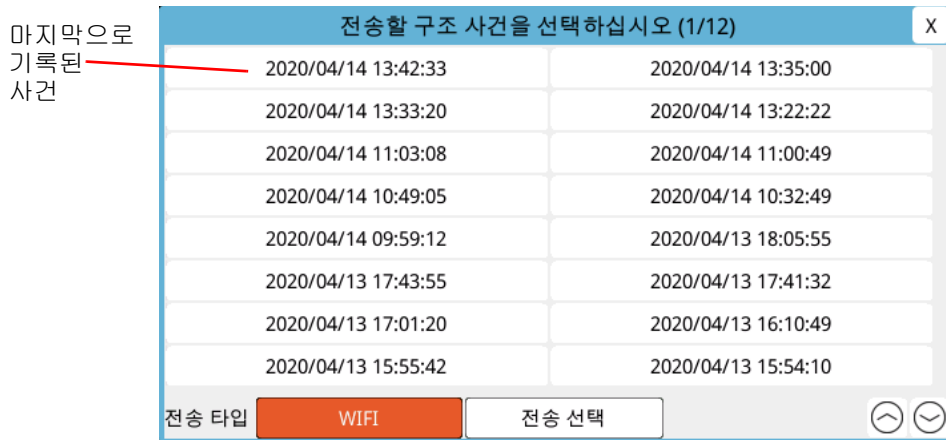 마지막으로
기록된
사건
전송할 구조 사건을 선택하십시오 (1/12)
X
2020/04/14 13:42:33 2020/04/14 13:35:00
2020/04/14 13:33:20 2020/04/14 13:22:22
2020/04/14 11:03:08 2020/04/14 11:00:49
2020/04/14 10:49:05 2020/04/14 10:32:49
2020/04/14 09:59:12 2020/04/13 18:05:55
2020/04/13 17:43:55 2020/04/13 17:41:32
2020/04/13 17:01:20 2020/04/13 16:10:49
2020/04/13 15:55:42 2020/04/13 15:54:10
전송 타입 WIFI 전송 선택